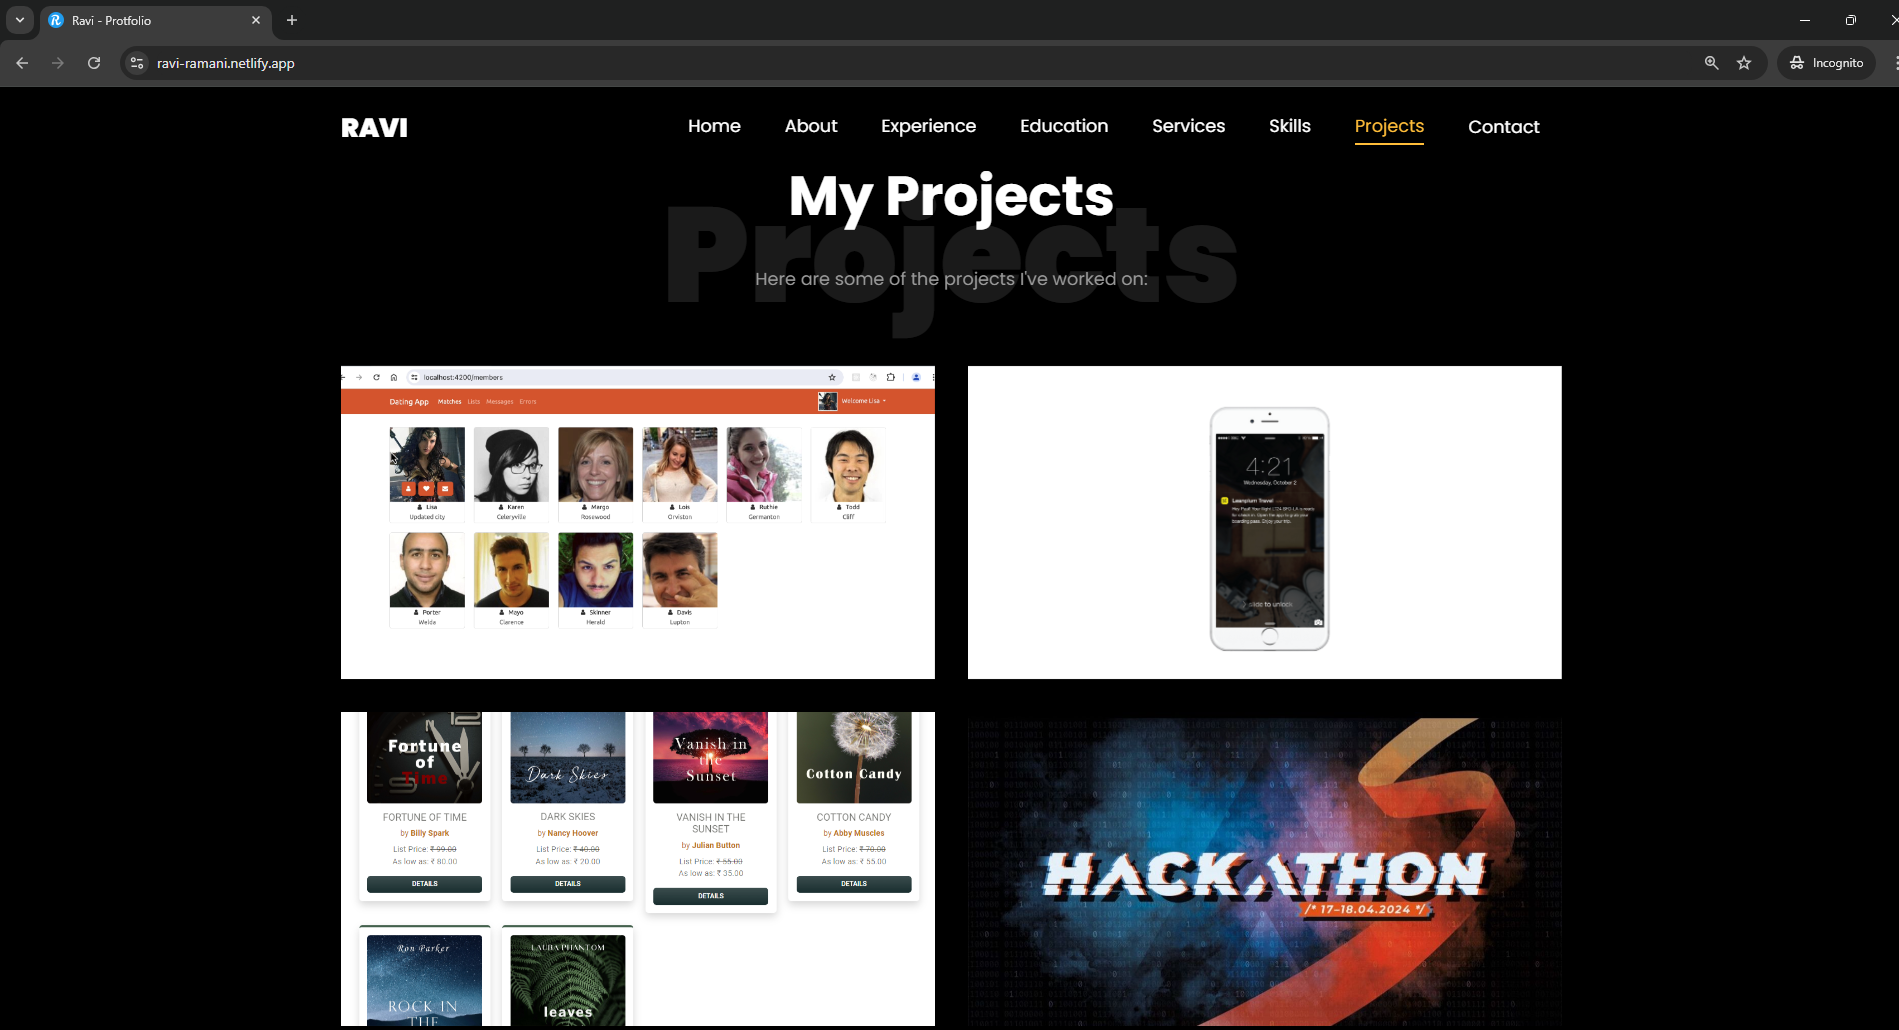 Ravi - Protfolio
ravi-ramani.netlify.app
Incognito
RAVI
Home About Experience Education Services Skills Projects Contact
My Projects
Projects
Here are some of the projects I've worked on:
localhost:4200/members
Dating App Matches Lists Messages Errors Welcome Lisa
Lisa
Updated city
Karen
Celeryville
Margo
Rosewood
Lois
Orviston
Ruthie
Germanton
Todd
Cliff
Porter
Welda
Mayo
Clarence
Skinner
Herald
Davis
Lupton
4:21
Wednesday, October 2
Leanplum Travel
boarding pass. Enjoy your trip.
slide to unlock
Fortune
of
Time
FORTUNE OF TIME
by Billy Spark
List Price: ₹ 99.00
As low as: ₹ 80.00
DETAILS
Dark Skies
DARK SKIES
by Nancy Hoover
List Price: ₹ 40.00
As low as: ₹ 20.00
DETAILS
Vanish in
the
Sunset
VANISH IN THE
SUNSET
by Julian Button
List Price: ₹ 55.00
As low as: ₹ 35.00
DETAILS
Cotton Candy
COTTON CANDY
by Abby Muscles
List Price: ₹ 70.00
As low as: ₹ 55.00
DETAILS
Ron Parker
ROCK IN
THE
LAURA PHANTOM
leaves
HACKATHON
/* 17-18.04.2024 */